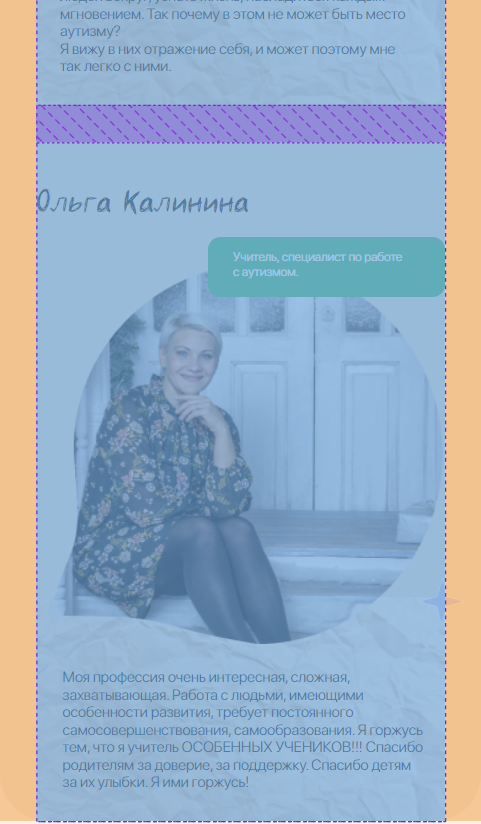 мгновением. Так почему в этом не может быть место
аутизму?
Я вижу в них отражение себя, и может поэтому мне
так легко с ними.
Ольга Калинина
Учитель, специалист по работе
с аутизмом.
Моя профессия очень интересная, сложная,
захватывающая. Работа с людьми, имеющими
особенности развития, требует постоянного
самосовершенствования, самообразования. Я горжусь
тем, что я учитель ОСОБЕННЫХ УЧЕНИКОВ!!! Спасибо
родителям за доверие, за поддержку. Спасибо детям
за их улыбки. Я ими горжусь!